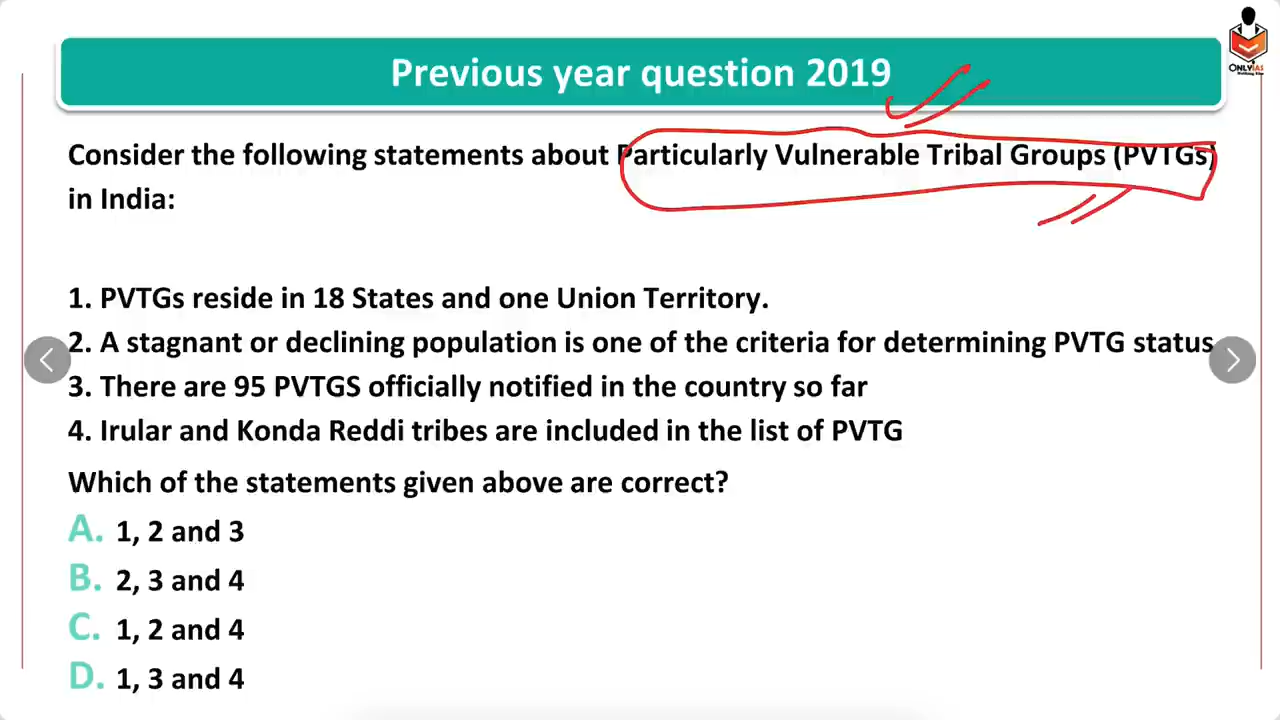 Previous year question 2019
ONLYIAS
Nothing Else
Consider the following statements about Particularly Vulnerable Tribal Groups (PVTGs)
in India:
1. PVTGs reside in 18 States and one Union Territory.
2. A stagnant or declining population is one of the criteria for determining PVTG status
3. There are 95 PVTGS officially notified in the country so far
4. Irular and Konda Reddi tribes are included in the list of PVTG
Which of the statements given above are correct?
A. 1, 2 and 3
B. 2, 3 and 4
C. 1, 2 and 4
D. 1, 3 and 4